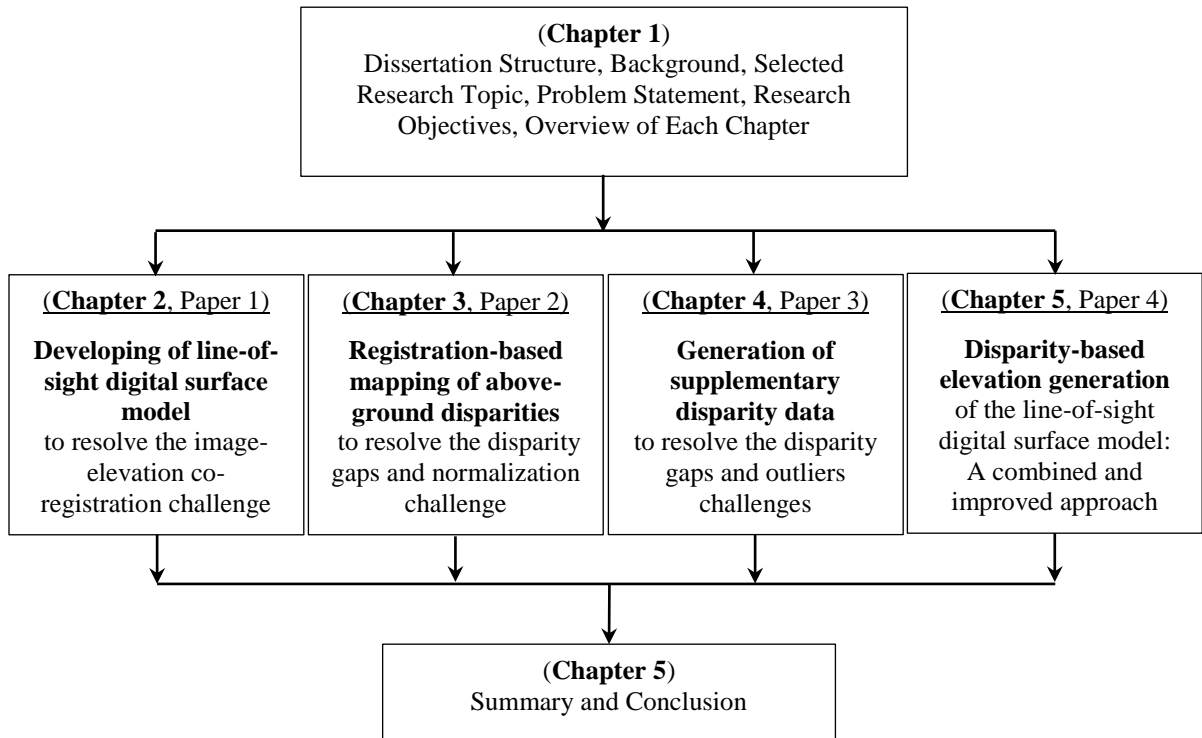 (Chapter 1)
Dissertation Structure, Background, Selected
Research Topic, Problem Statement, Research
Objectives, Overview of Each Chapter
(Chapter 2, Paper 1)
Developing of line-of-
sight digital surface
model
to resolve the image-
elevation co-
registration challenge
(Chapter 3, Paper 2)
Registration-based
mapping of above-
ground disparities
to resolve the disparity
gaps and normalization
challenge
(Chapter 4, Paper 3)
Generation of
supplementary
disparity data
to resolve the disparity
gaps and outliers
challenges
(Chapter 5, Paper 4)
Disparity-based
elevation generation
of the line-of-sight
digital surface model:
A combined and
improved approach
(Chapter 5)
Summary and Conclusion